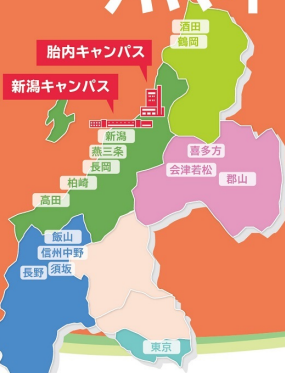 酒田
鶴岡
胎内キャンパス
新潟キャンパス
新潟
燕三条
長岡
柏崎
高田
喜多方
会津若松
郡山
飯山
信州中野
長野
須坂
東京